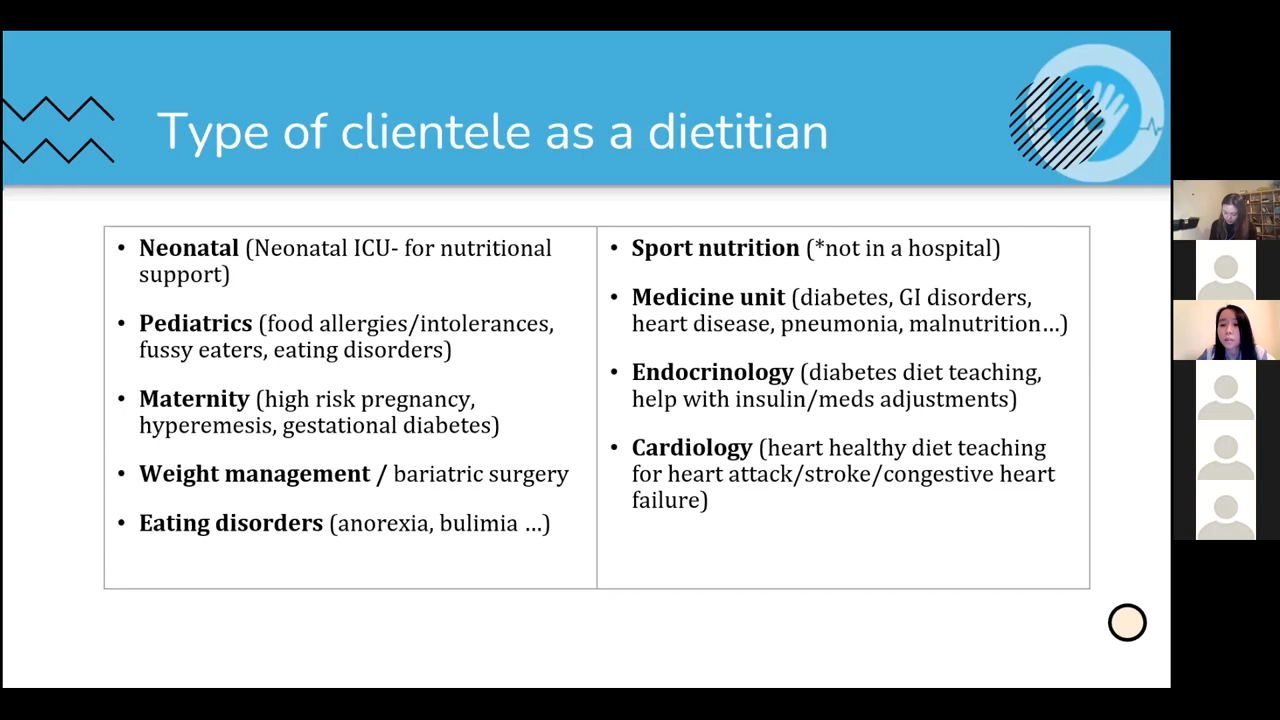 Type of clientele as a dietitian
• Neonatal (Neonatal ICU- for nutritional
support)
• Pediatrics (food allergies/intolerances,
fussy eaters, eating disorders)
• Maternity (high risk pregnancy,
hyperemesis, gestational diabetes)
• Weight management / bariatric surgery
• Eating disorders (anorexia, bulimia ...)
• Sport nutrition (*not in a hospital)
• Medicine unit (diabetes, GI disorders,
heart disease, pneumonia, malnutrition...)
• Endocrinology (diabetes diet teaching,
help with insulin/meds adjustments)
• Cardiology (heart healthy diet teaching
for heart attack/stroke/congestive heart
failure)